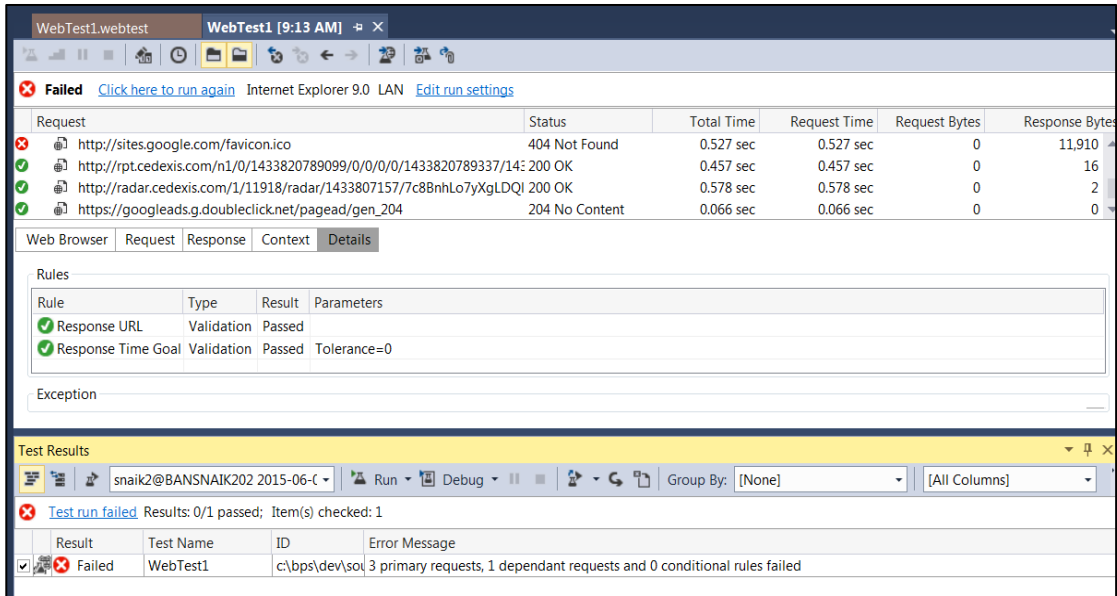 WebTest1.webtest WebTest1 [9:13 AM]
Failed Click here to run again Internet Explorer 9.0 LAN Edit run settings
Request Status Total Time Request Time Request Bytes Response Bytes
http://sites.google.com/favicon.ico 404 Not Found 0.527 sec 0.527 sec 0 11,910
http://rpt.cedexis.com/n1/0/1433820789099/0/0/0/0/1433820789337/143 200 OK 0.457 sec 0.457 sec 0 16
http://radar.cedexis.com/1/11918/radar/1433807157/7c8BnhLo7yXgLDQI 200 OK 0.578 sec 0.578 sec 0 2
https://googleads.g.doubleclick.net/pagead/gen_204 204 No Content 0.066 sec 0.066 sec 0 0
Web Browser Request Response Context Details
Rules
Rule Type Result Parameters
Response URL Validation Passed
Response Time Goal Validation Passed Tolerance=0
Exception
Test Results
snaik2@BANSNAIK202 2015-06-0 Run Debug Group By: [None] [All Columns]
Test run failed Results: 0/1 passed; Item(s) checked: 1
Result Test Name ID Error Message
Failed WebTest1 c:\bps\dev\sou 3 primary requests, 1 dependant requests and 0 conditional rules failed